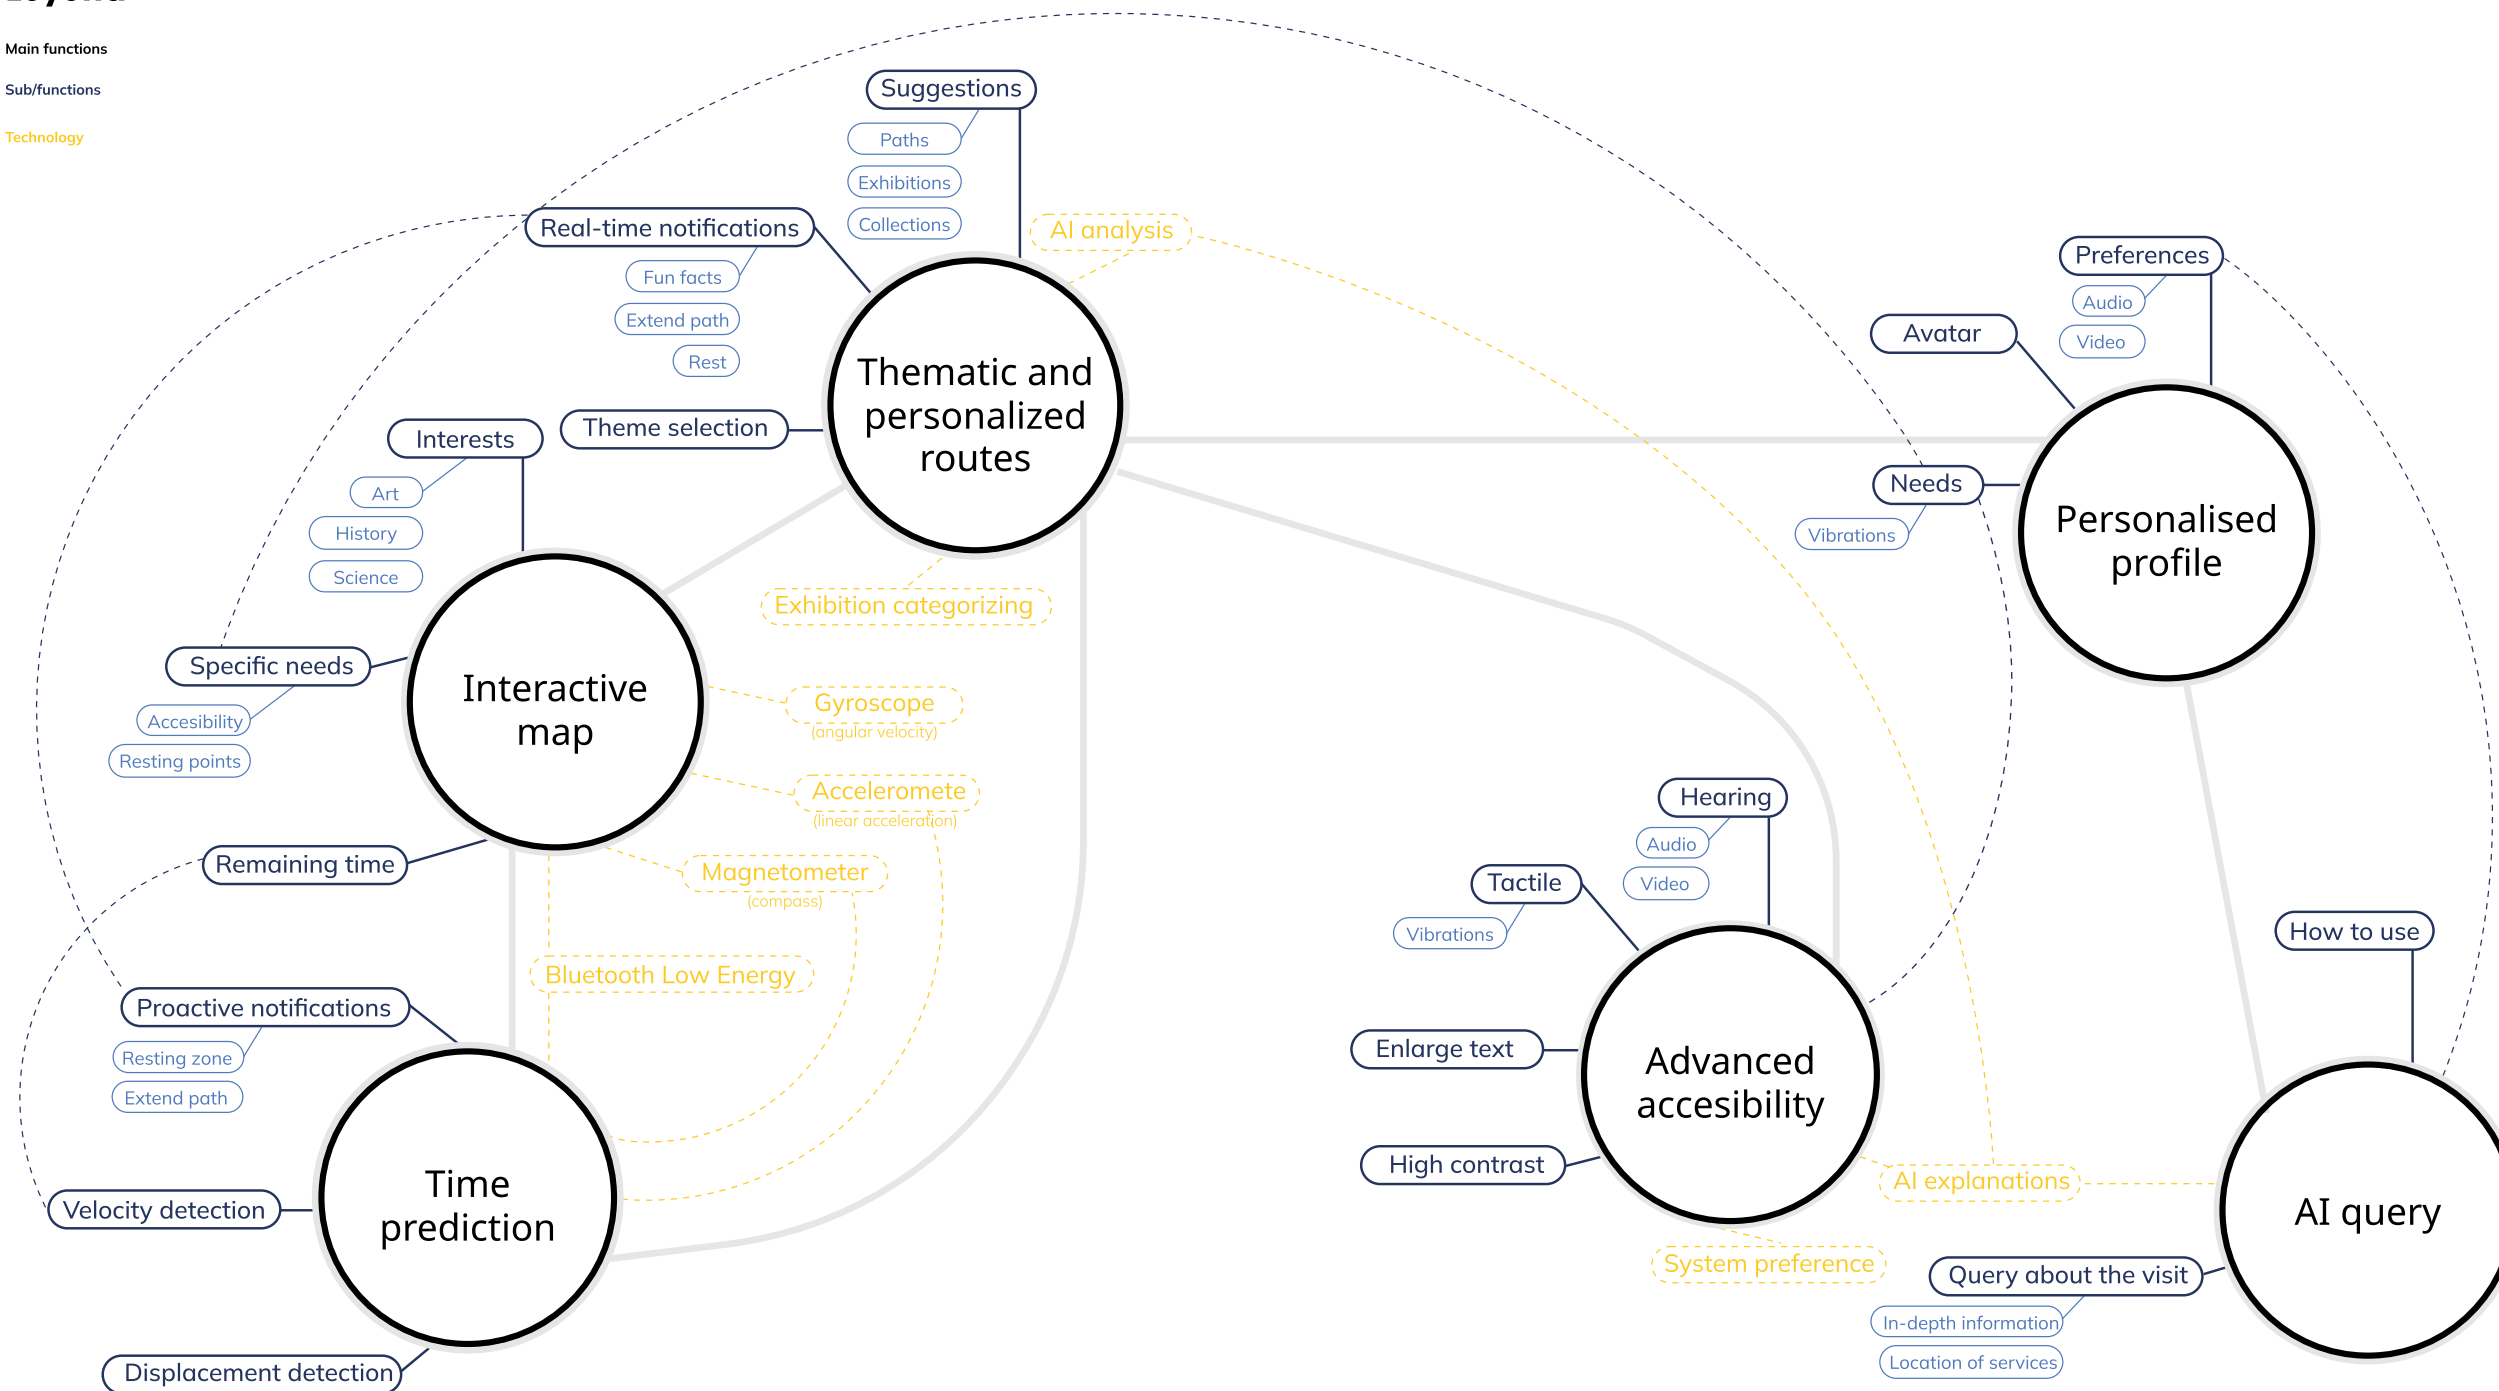 Main functions
Sub/functions
Technology
Suggestions
Paths
Exhibitions
Collections
Real-time notifications
Fun facts
Extend path
Rest
AI analysis
Theme selection
Thematic and
personalized
routes
Exhibition categorizing
Preferences
Audio
Video
Avatar
Needs
Vibrations
Personalised
profile
Interests
Art
History
Science
Specific needs
Accesibility
Resting points
Interactive
map
Gyroscope
(angular velocity)
Acceleromete
(linear acceleration)
Magnetometer
(compass)
Bluetooth Low Energy
Remaining time
Proactive notifications
Resting zone
Extend path
Velocity detection
Time
prediction
Displacement detection
Hearing
Audio
Video
Tactile
Vibrations
Enlarge text
High contrast
Advanced
accesibility
AI explanations
System preference
How to use
AI query
Query about the visit
In-depth information
Location of services